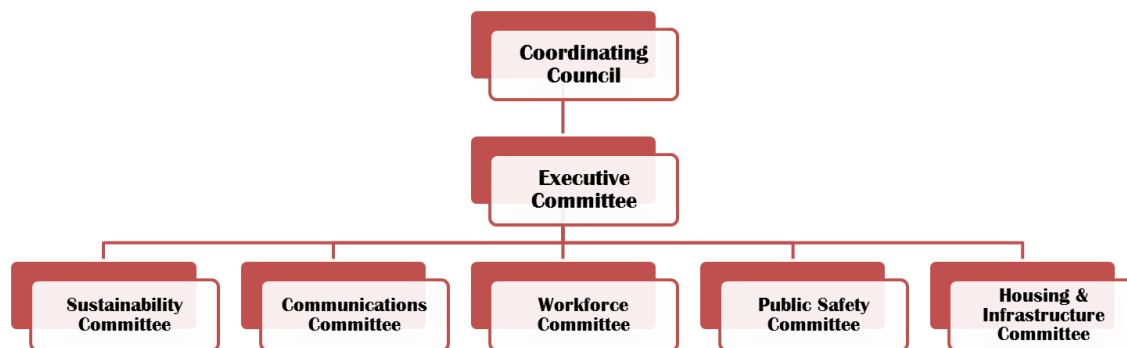 Coordinating
Council
Executive
Committee
Sustainability
Committee
Communications
Committee
Workforce
Committee
Public Safety
Committee
Housing &
Infrastructure
Committee